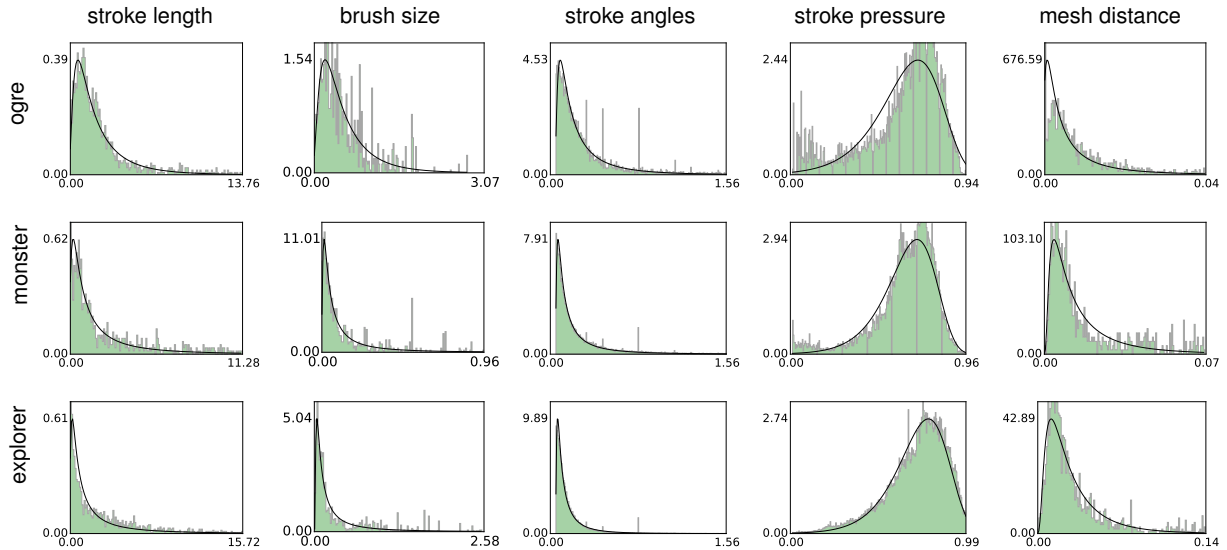 stroke length brush size stroke angles stroke pressure mesh distance
ogre
0.39 1.54 4.53 2.44 676.59
0.00 0.00 0.00 0.00 0.00
0.00 13.76 0.00 3.07 0.00 1.56 0.00 0.94 0.00 0.04
monster
0.62 11.01 7.91 2.94 103.10
0.00 0.00 0.00 0.00 0.00
0.00 11.28 0.00 0.96 0.00 1.56 0.00 0.96 0.00 0.07
explorer
0.61 5.04 9.89 2.74 42.89
0.00 0.00 0.00 0.00 0.00
0.00 15.72 0.00 2.58 0.00 1.56 0.00 0.99 0.00 0.14